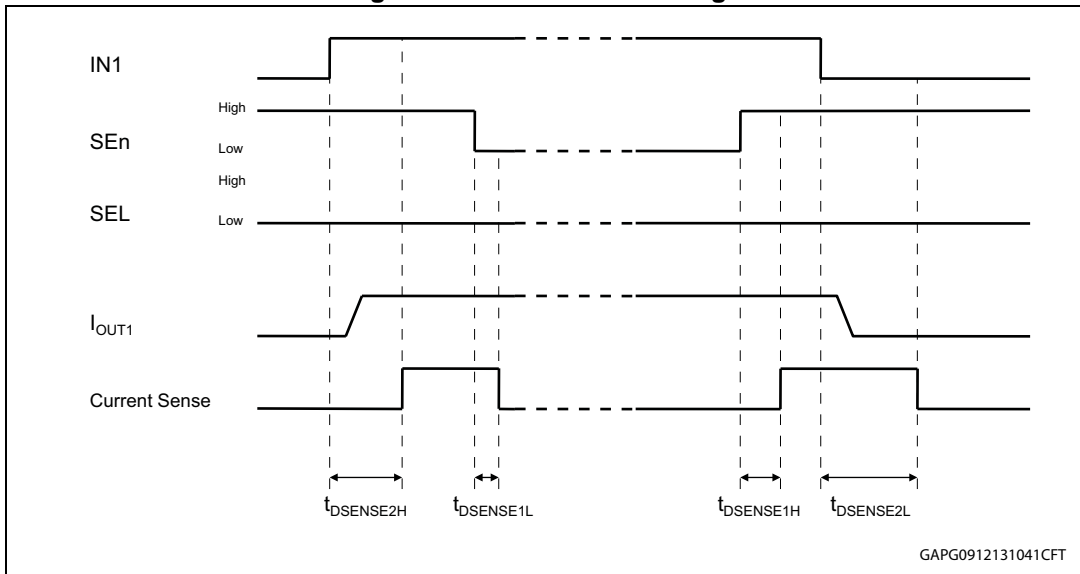 IN1
High
SEn
Low
High
SEL
Low
IOUT1
Current Sense
tDSENSE2H
tDSENSE1L
tDSENSE1H
tDSENSE2L
GAPG0912131041CFT